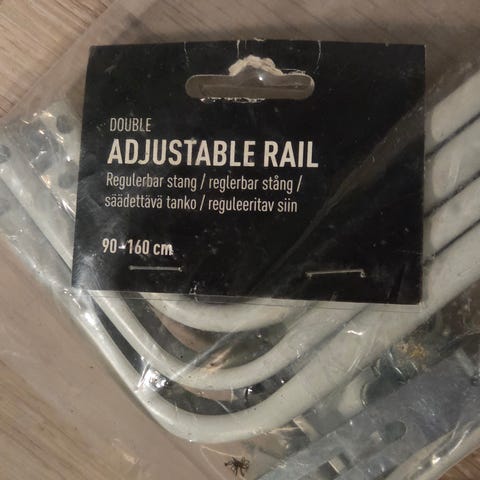 DOUBLE
ADJUSTABLE RAIL
Regulerbar stang / reglerbar stång /
säädettävä tanko / reguleeritav siin
90-160 cm